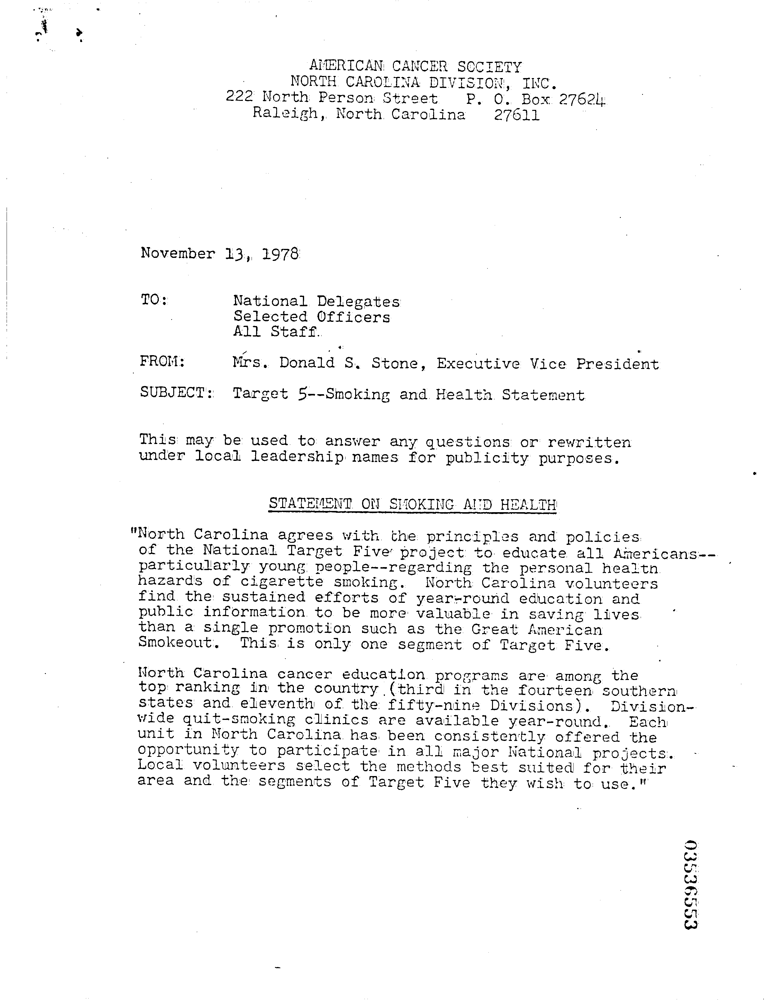 AMERICAN CANCER SOCIETY
NORTH CAROLINA DIVISION, INC.
222 North Person Street P. O. Box 27624
Raleigh, North Carolina 27611
November 13, 1978
TO: National Delegates
Selected Officers
All Staff
FROM: Mrs. Donald S. Stone, Executive Vice President
SUBJECT: Target 5--Smoking and Health Statement
This may be used to answer any questions or rewritten
under local leadership names for publicity purposes.
STATEMENT ON SMOKING AND HEALTH
"North Carolina agrees with the principles and policies
of the National Target Five project to educate all Americans--
particularly young people--regarding the personal health
hazards of cigarette smoking. North Carolina volunteers
find the sustained efforts of year-round education and
public information to be more valuable in saving lives
than a single promotion such as the Great American
Smokeout. This is only one segment of Target Five.
North Carolina cancer education programs are among the
top ranking in the country (third in the fourteen southern
states and eleventh of the fifty-nine Divisions). Division-
wide quit-smoking clinics are available year-round. Each
unit in North Carolina has been consistently offered the
opportunity to participate in all major National projects.
Local volunteers select the methods best suited for their
area and the segments of Target Five they wish to use."
03536553